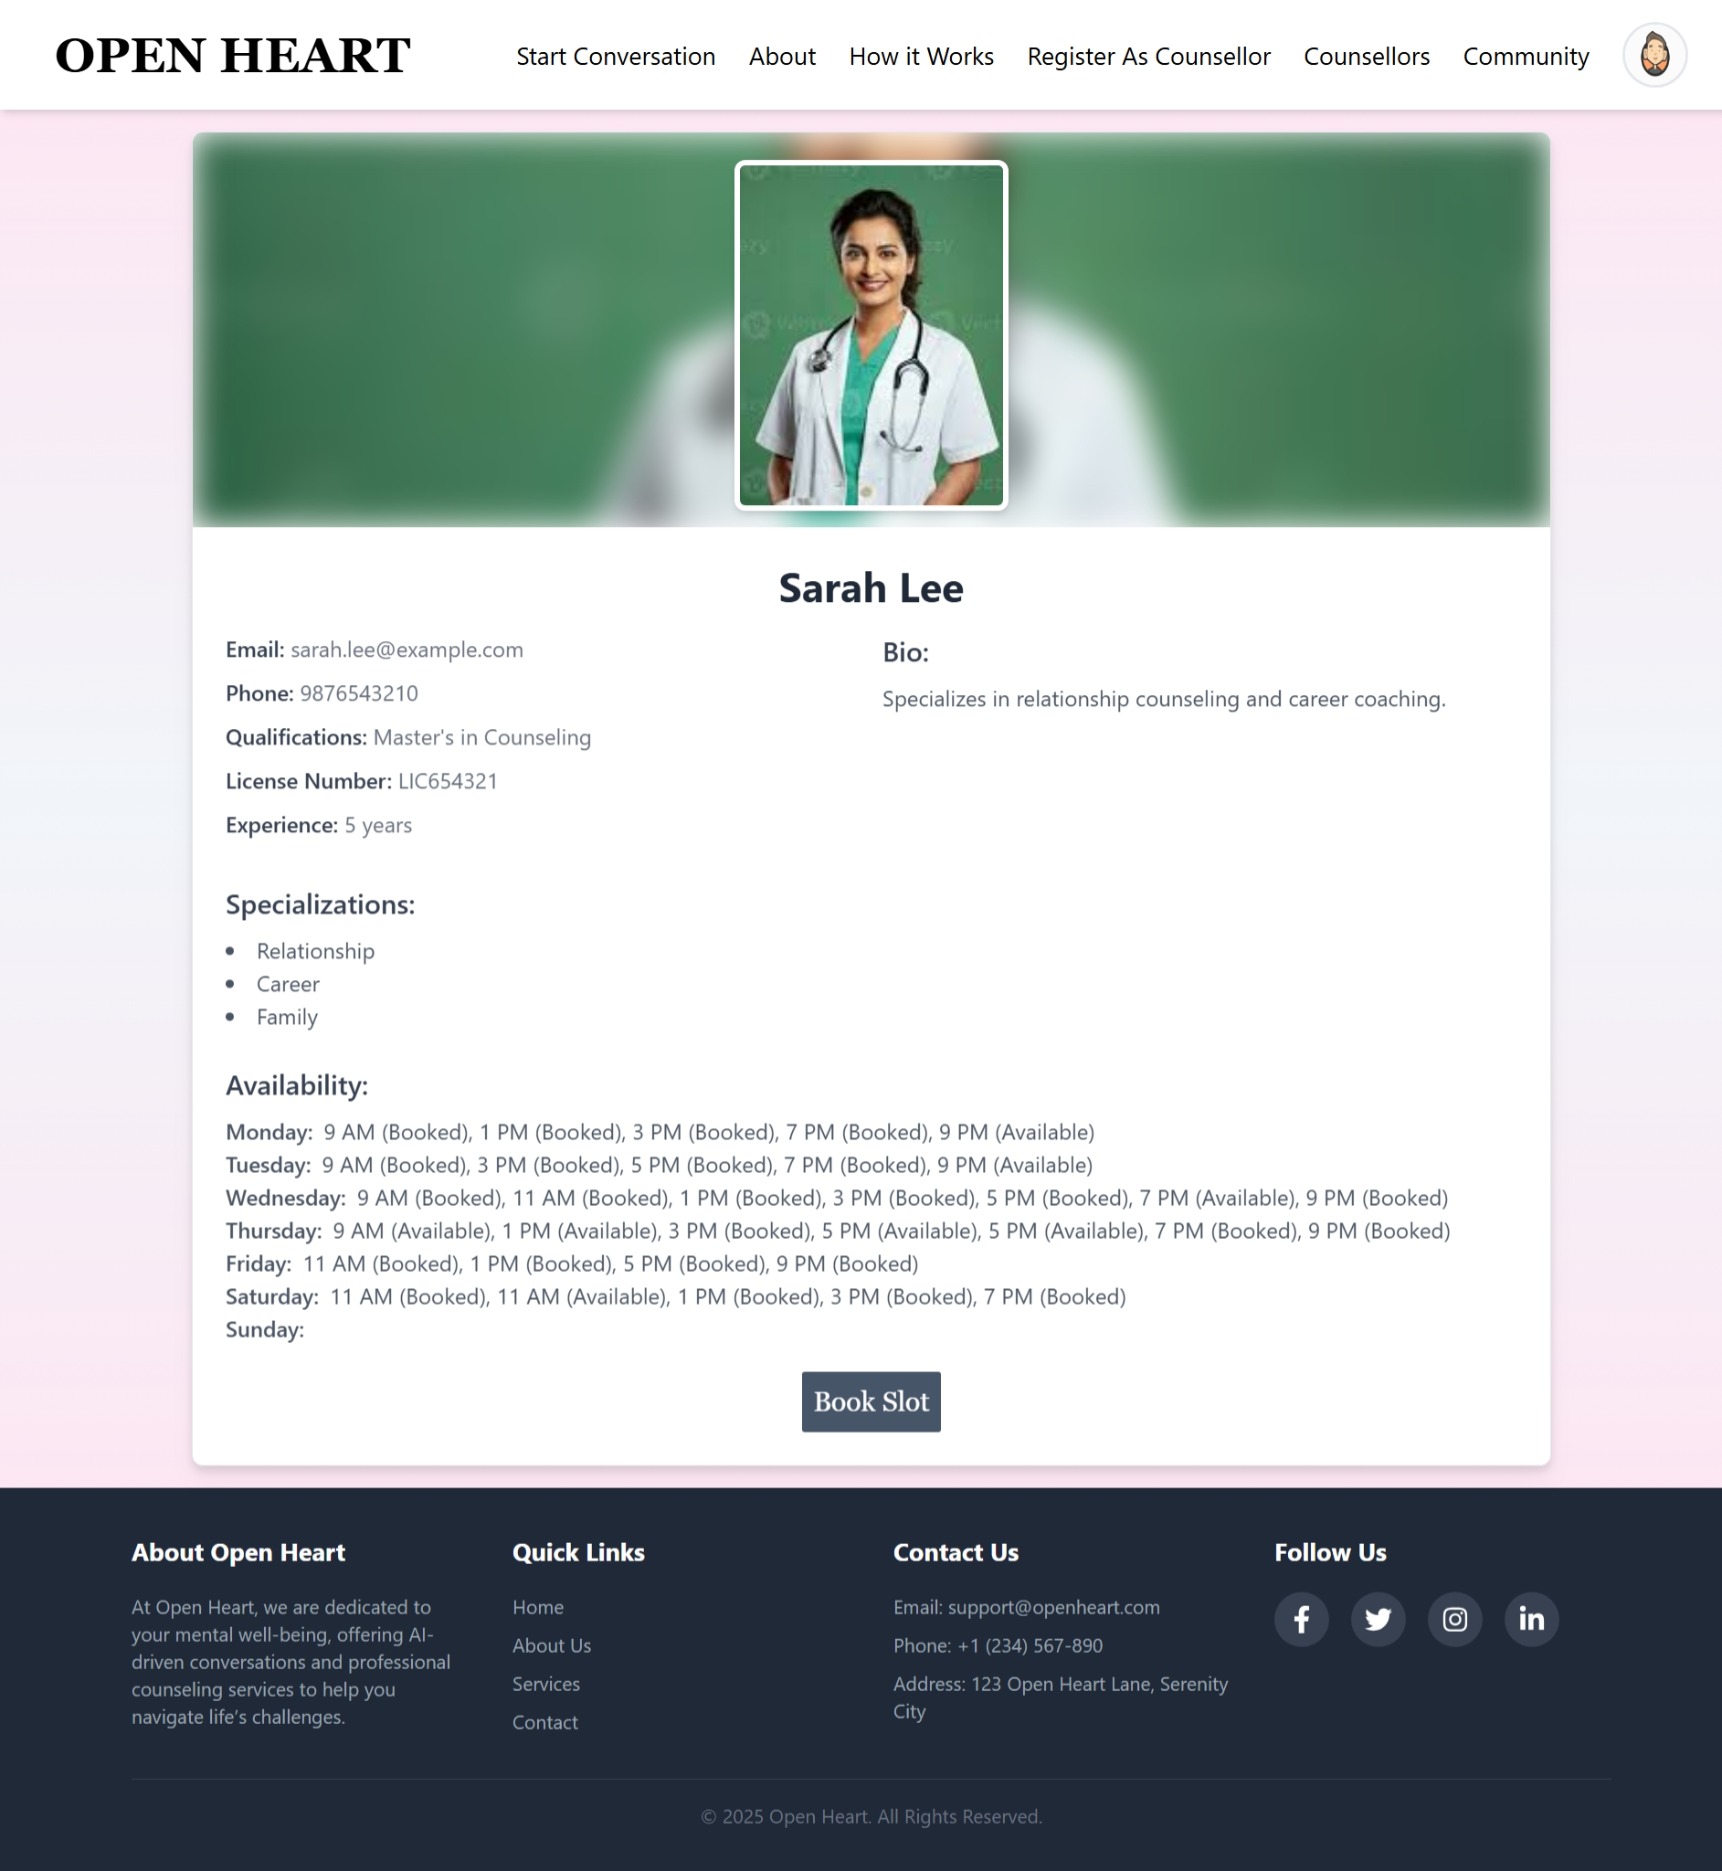 OPEN HEART
Start Conversation About How it Works Register As Counsellor Counsellors Community
Sarah Lee
Email: sarah.lee@example.com
Phone: 9876543210
Qualifications: Master's in Counseling
License Number: LIC654321
Experience: 5 years
Bio:
Specializes in relationship counseling and career coaching.
Specializations:
• Relationship
• Career
• Family
Availability:
Monday: 9 AM (Booked), 1 PM (Booked), 3 PM (Booked), 7 PM (Booked), 9 PM (Available)
Tuesday: 9 AM (Booked), 3 PM (Booked), 5 PM (Booked), 7 PM (Booked), 9 PM (Available)
Wednesday: 9 AM (Booked), 11 AM (Booked), 1 PM (Booked), 3 PM (Booked), 5 PM (Booked), 7 PM (Available), 9 PM (Booked)
Thursday: 9 AM (Available), 1 PM (Available), 3 PM (Booked), 5 PM (Available), 5 PM (Available), 7 PM (Booked), 9 PM (Booked)
Friday: 11 AM (Booked), 1 PM (Booked), 5 PM (Booked), 9 PM (Booked)
Saturday: 11 AM (Booked), 11 AM (Available), 1 PM (Booked), 3 PM (Booked), 7 PM (Booked)
Sunday:
Book Slot
About Open Heart
At Open Heart, we are dedicated to
your mental well-being, offering AI-
driven conversations and professional
counseling services to help you
navigate life's challenges.
Quick Links
Home
About Us
Services
Contact
Contact Us
Email: support@openheart.com
Phone: +1 (234) 567-890
Address: 123 Open Heart Lane, Serenity
City
Follow Us
© 2025 Open Heart. All Rights Reserved.